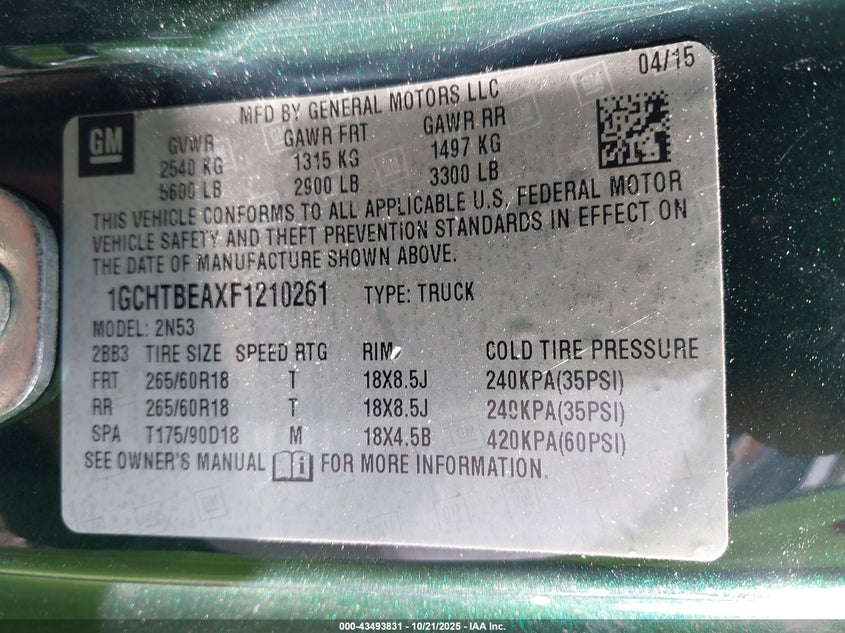 04/15
MFD BY GENERAL MOTORS LLC
GM
GVWR GAWR FRT GAWR RR
2540 KG 1315 KG 1497 KG
5600 LB 2900 LB 3300 LB
THIS VEHICLE CONFORMS TO ALL APPLICABLE U.S. FEDERAL MOTOR
VEHICLE SAFETY AND THEFT PREVENTION STANDARDS IN EFFECT ON
THE DATE OF MANUFACTURE SHOWN ABOVE.
1GCHTBEAXF1210261 TYPE: TRUCK
MODEL: 2N53
2BB3 TIRE SIZE SPEED RTG RIM COLD TIRE PRESSURE
FRT 265/60R18 T 18X8.5J 240KPA(35PSI)
RR 265/60R18 T 18X8.5J 240KPA(35PSI)
SPA T175/90D18 M 18X4.5B 420KPA(60PSI)
SEE OWNER'S MANUAL FOR MORE INFORMATION.
000-43493831 - 10/21/2025 - IAA Inc.